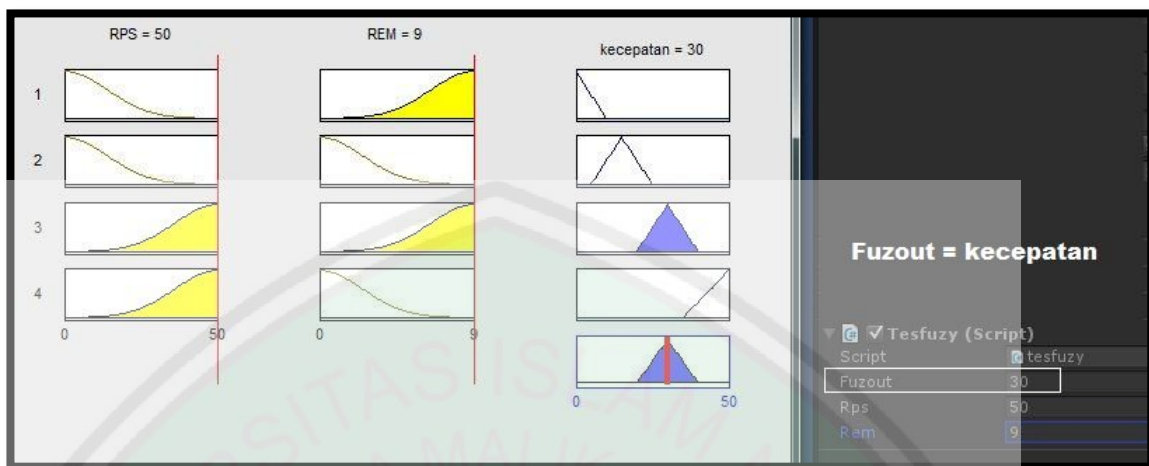 RPS = 50
REM = 9
kecepatan = 30
1
2
3
4
0
50
0
9
0
50
Fuzout = kecepatan
Tesfuzy (Script)
Script
tesfuzy
Fuzout
30
Rps
50
Rem
9